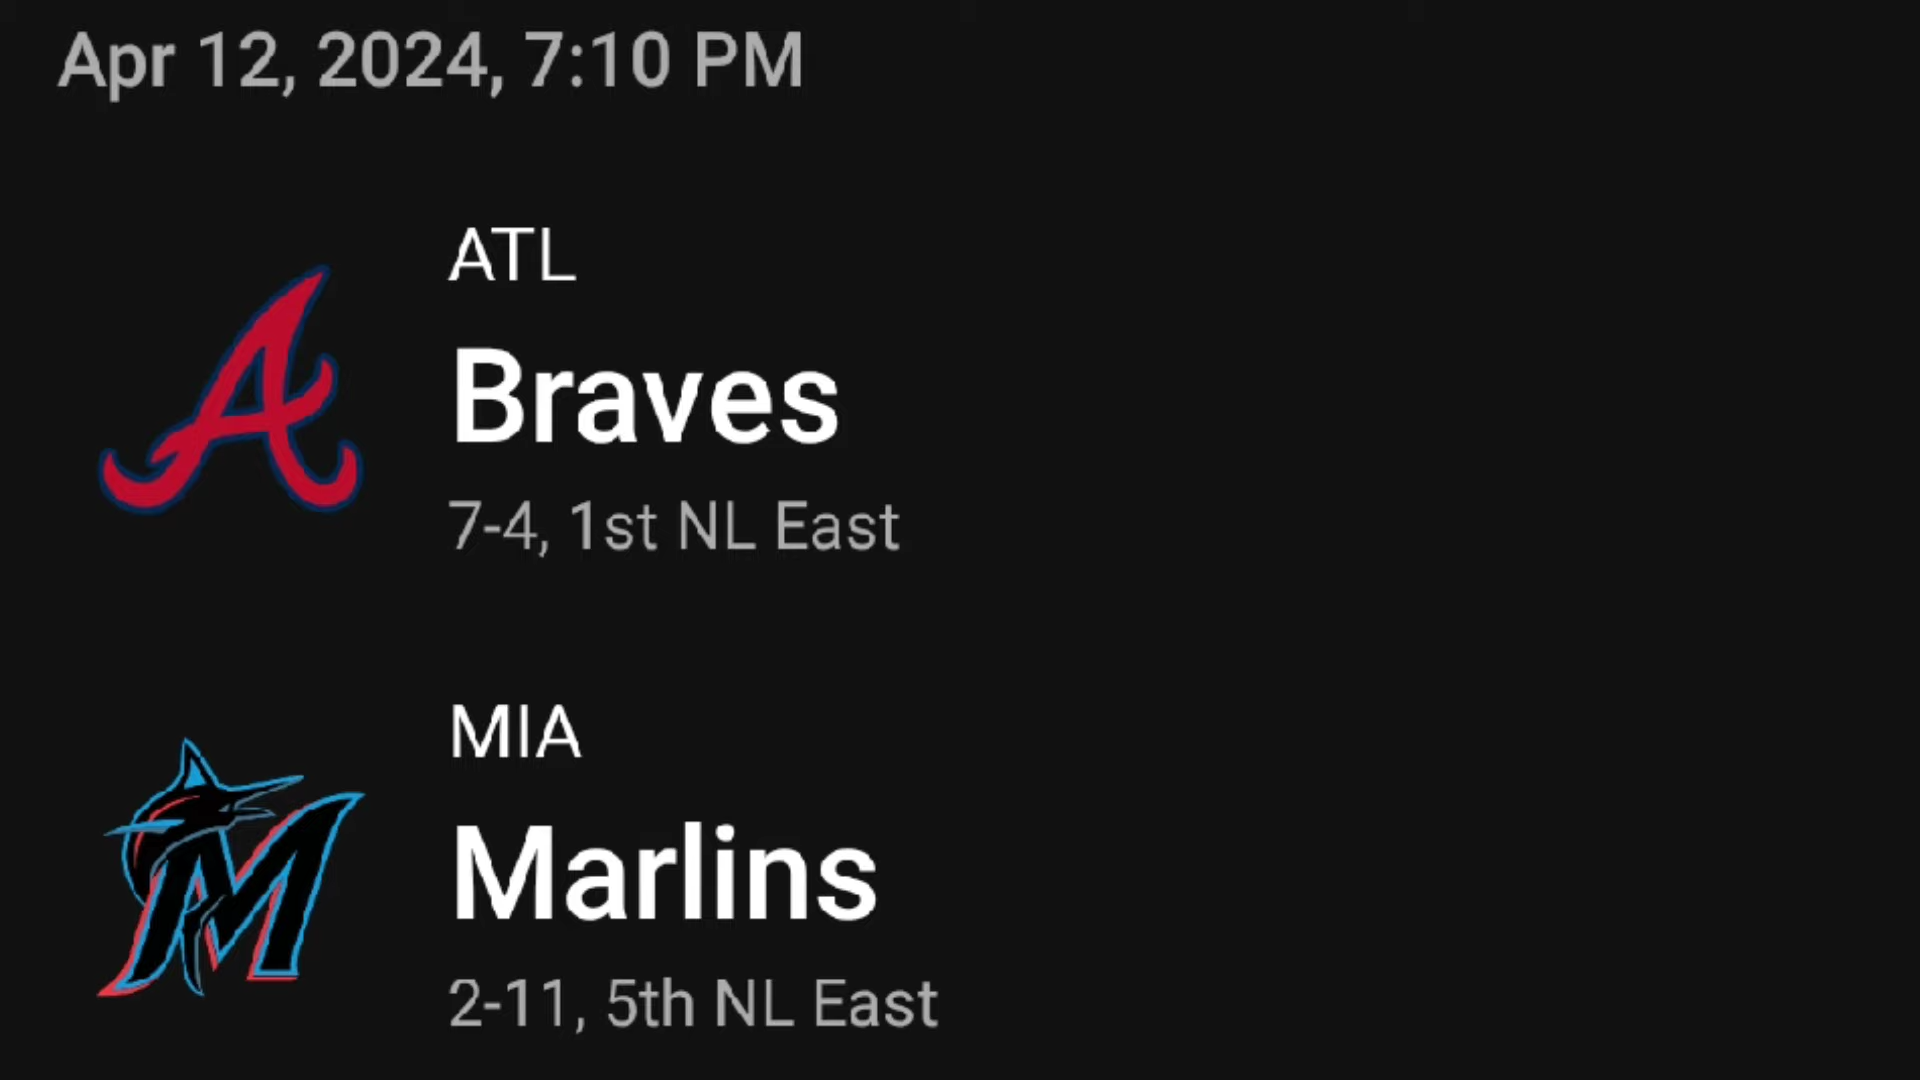 Apr 12, 2024, 7:10 PM
ATL
Braves
7-4, 1st NL East
MIA
Marlins
2-11, 5th NL East